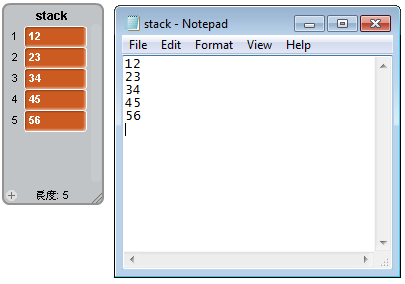 stack
1 12
2 23
3 34
4 45
5 56
+ 長度: 5
stack - Notepad
File Edit Format View Help
12
23
34
45
56